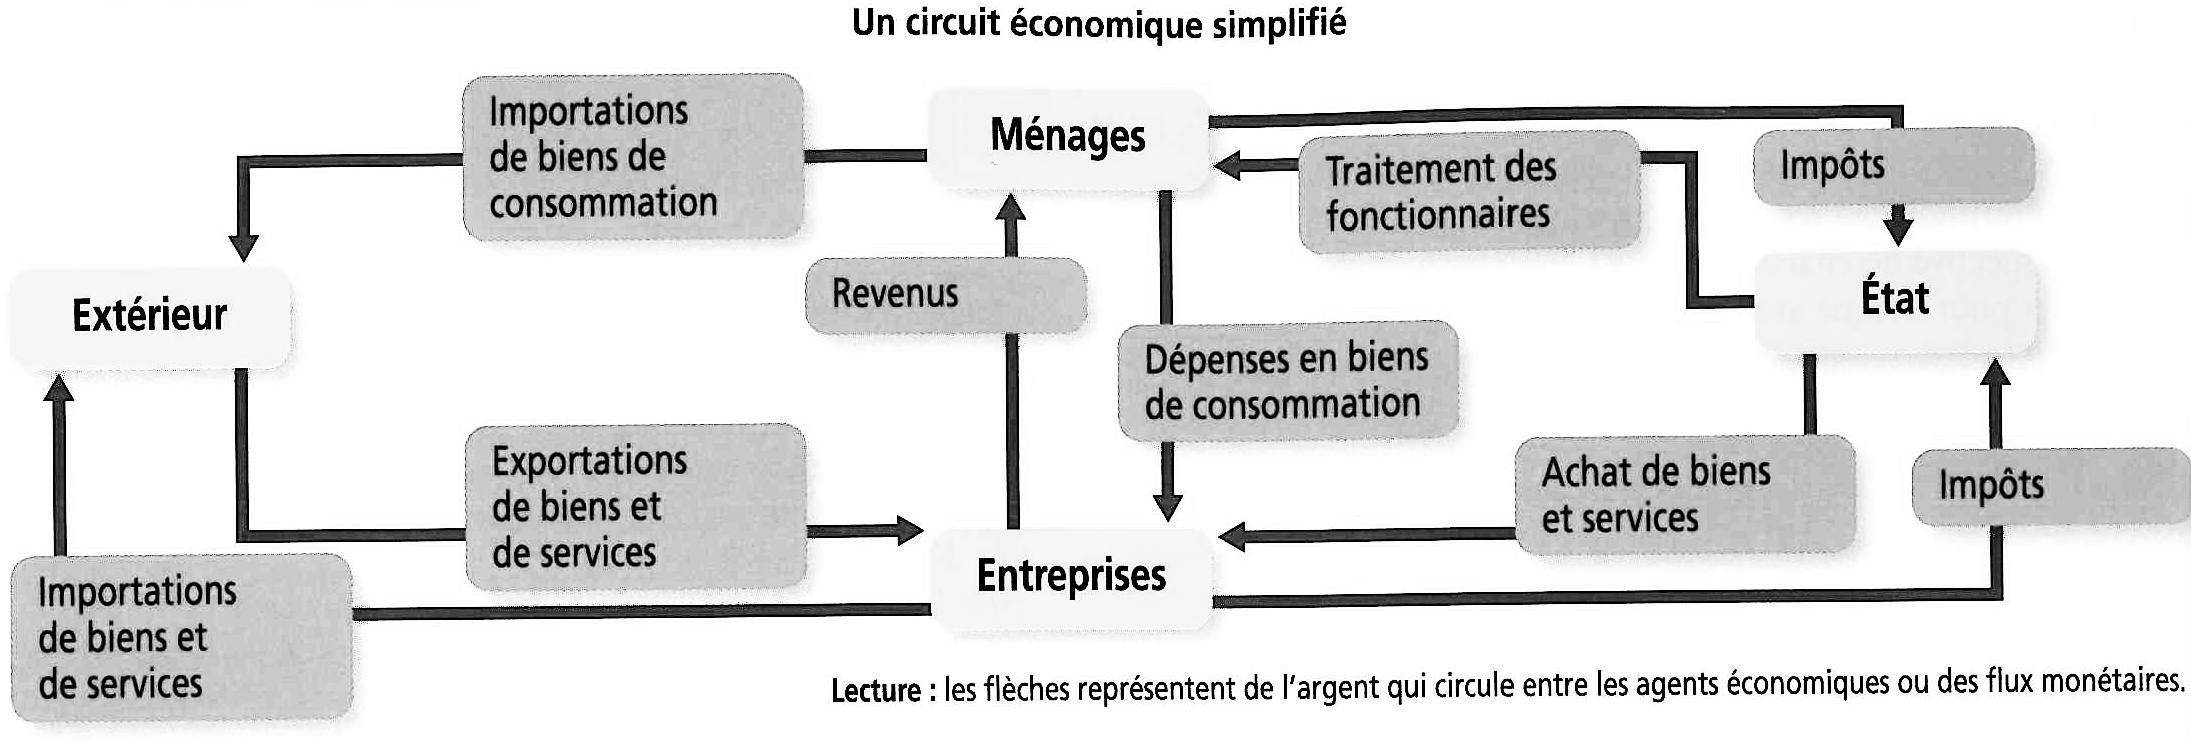 Un circuit économique simplifié
Importations
de biens de
consommation
Ménages
Traitement des
fonctionnaires
Impôts
Extérieur
Revenus
État
Dépenses en biens
de consommation
Exportations
de biens et
de services
Achat de biens
et services
Impôts
Entreprises
Importations
de biens et
de services
Lecture : les flèches représentent de l'argent qui circule entre les agents économiques ou des flux monétaires.